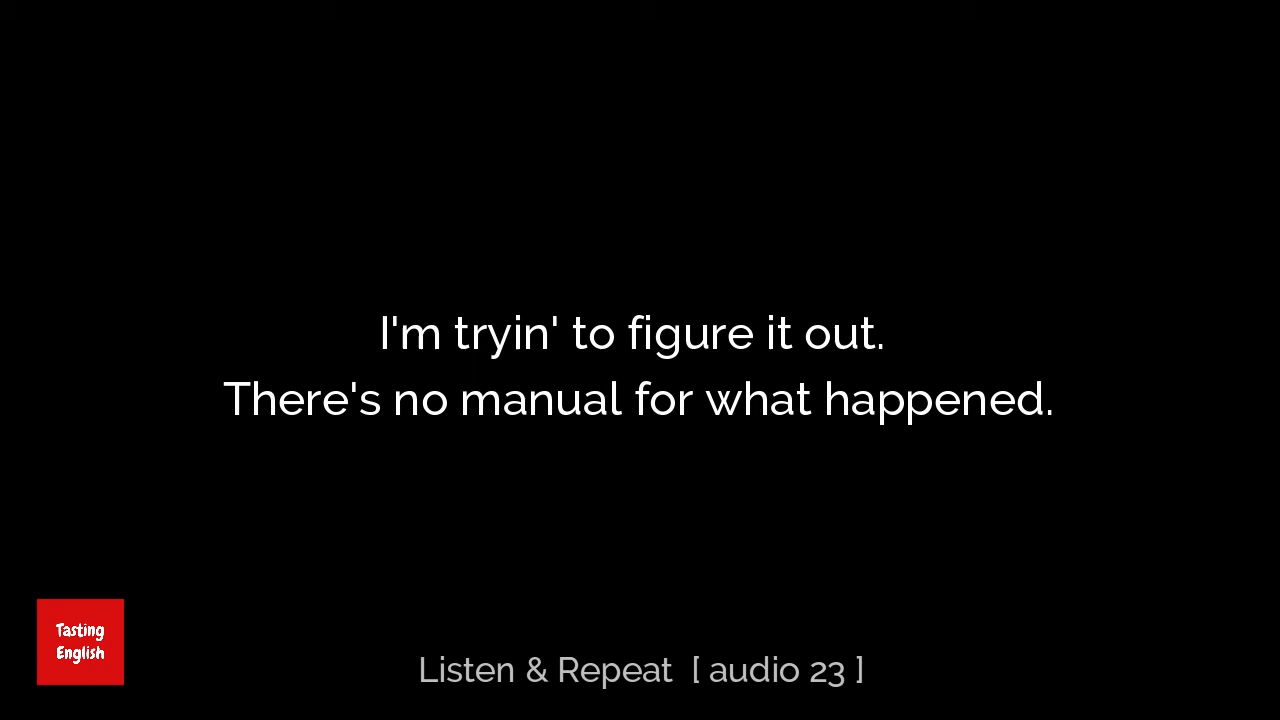 I'm tryin' to figure it out.
There's no manual for what happened.
Tasting
English
Listen & Repeat [ audio 23 ]